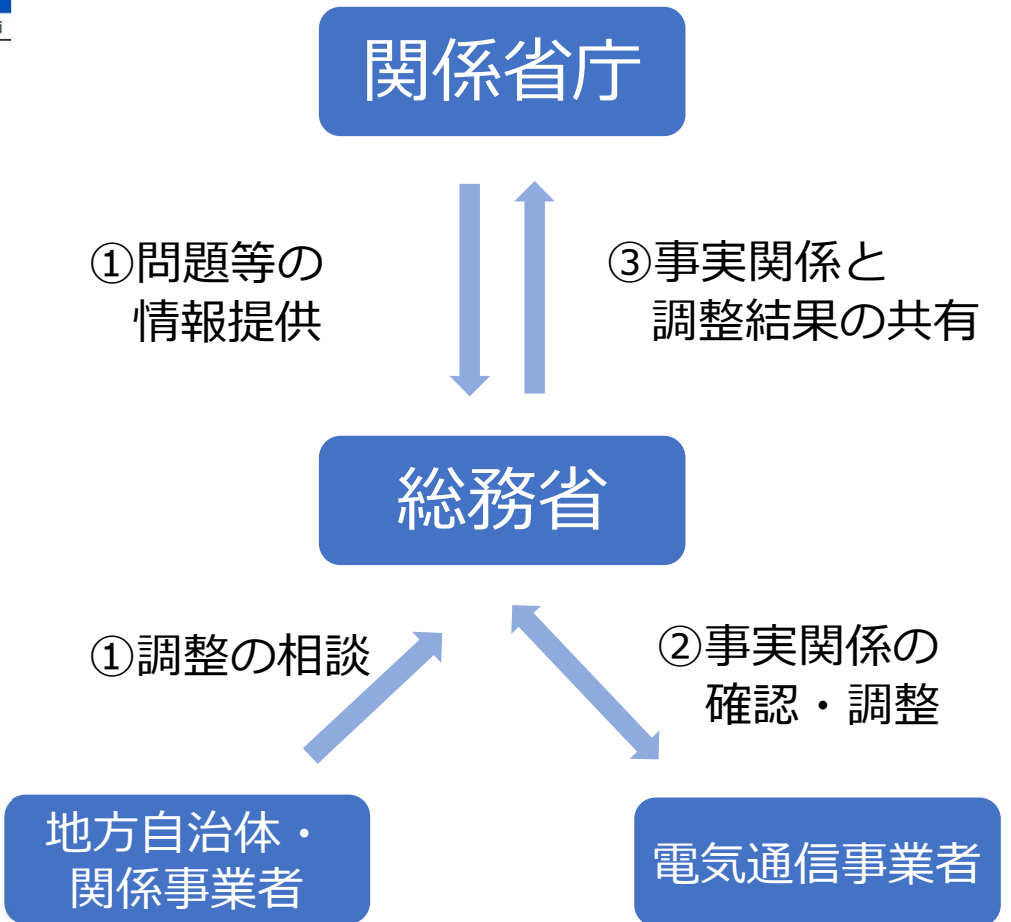 関係省庁
①問題等の
情報提供
③事実関係と
調整結果の共有
総務省
①調整の相談
②事実関係の
確認・調整
地方自治体・
関係事業者
電気通信事業者